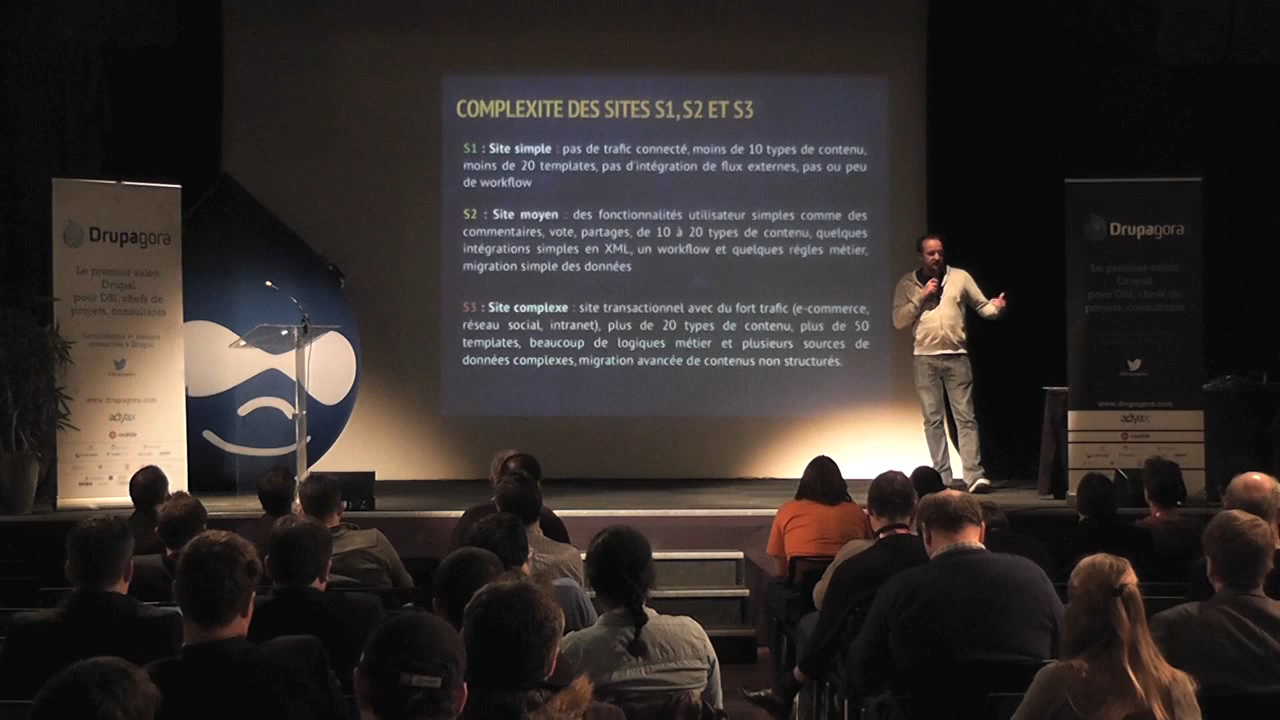 COMPLEXITE DES SITES S1, S2 ET S3
S1 : Site simple : pas de trafic connecté, moins de 10 types de contenu,
moins de 20 templates, pas d'intégration de flux externes, pas ou peu
de workflow
S2 : Site moyen : des fonctionnalités utilisateur simples comme des
commentaires, vote, partages, de 10 à 20 types de contenu, quelques
intégrations simples en XML, un workflow et quelques régles métier,
migration simple des données
S3 : Site complexe : site transactionnel avec du fort trafic (e-commerce,
réseau social, intranet), plus de 20 types de contenu, plus de 50
templates, beaucoup de logiques métier et plusieurs sources de
données complexes, migration avancée de contenus non structurés.
Drupagora
Le premier salon
Drupal
pour DSI, chefs de
projets, consultants
www.drupagora.com
adyax
Drupagora
Le premier salon
Drupal
pour DSI, chefs de
projets, consultants
www.drupagora.com
adyax